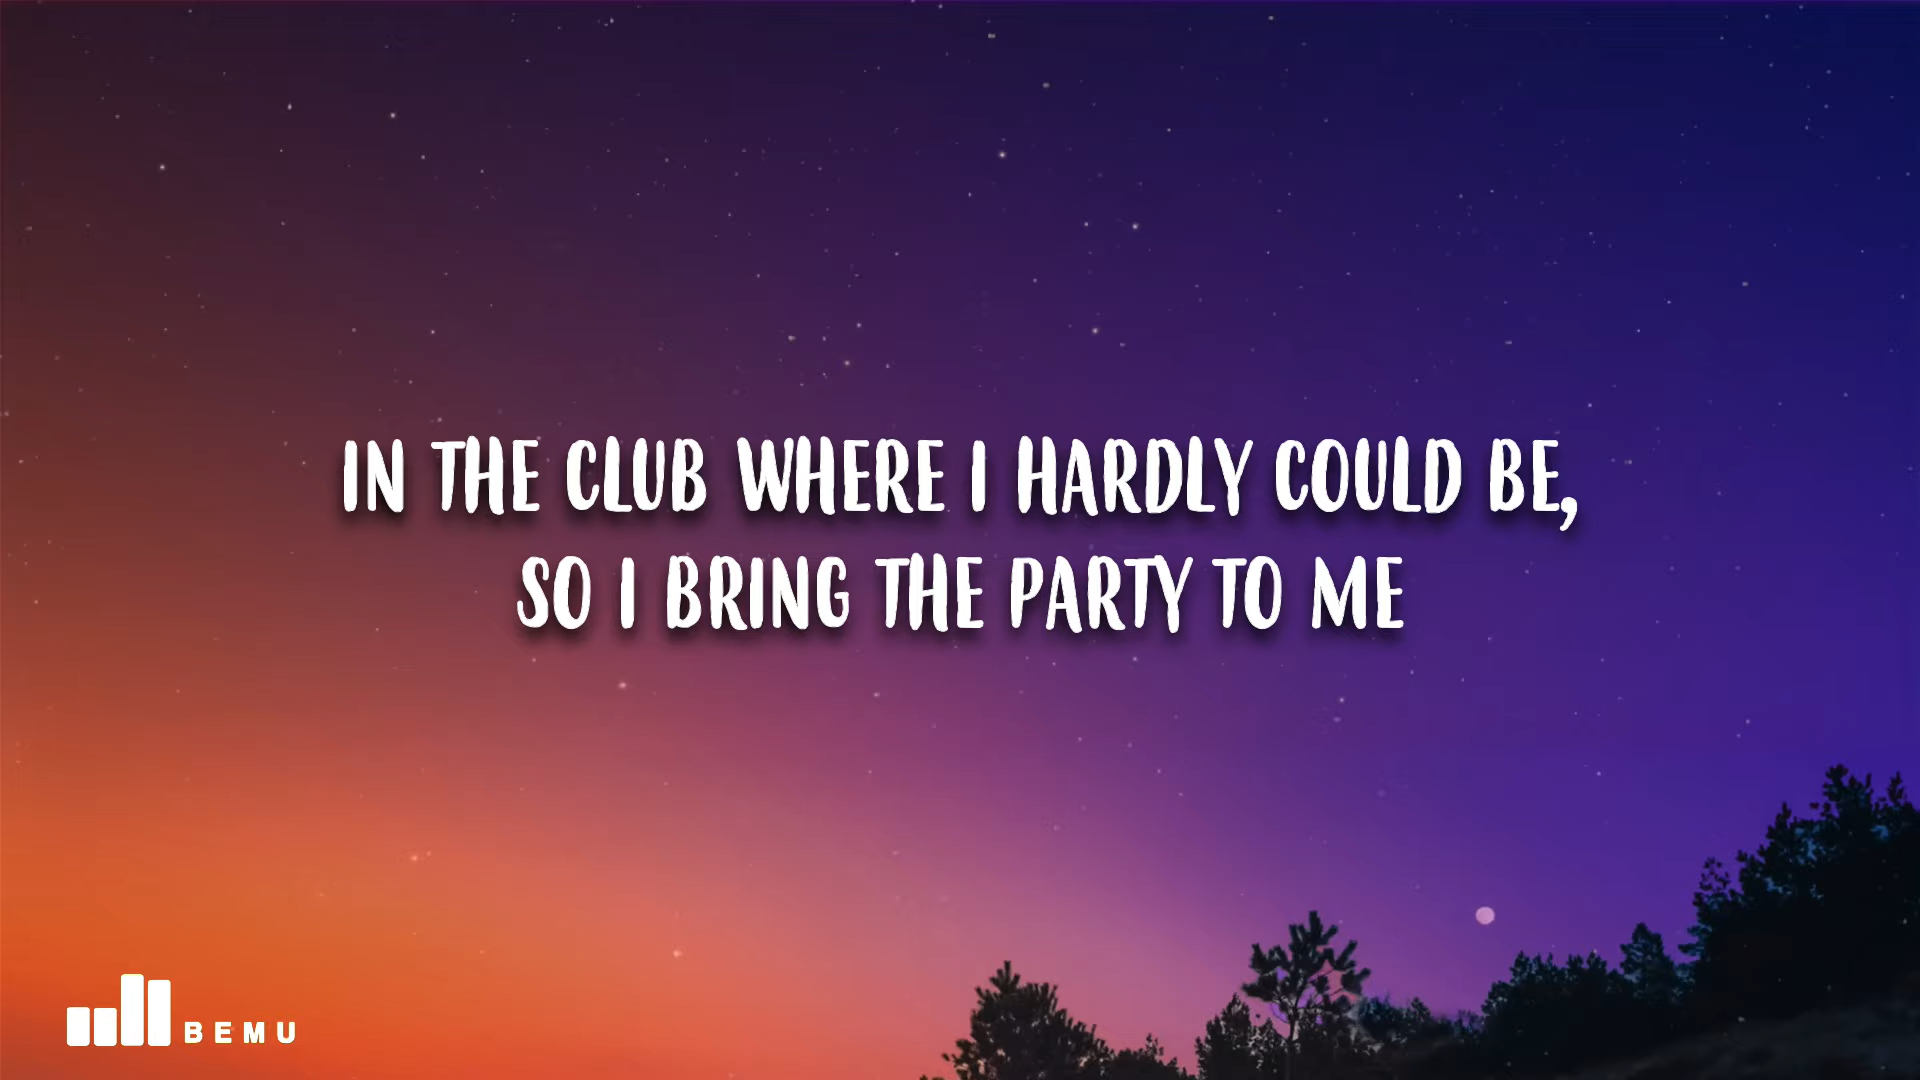 IN THE CLUB WHERE I HARDLY COULD BE,
SO I BRING THE PARTY TO ME
BEMU